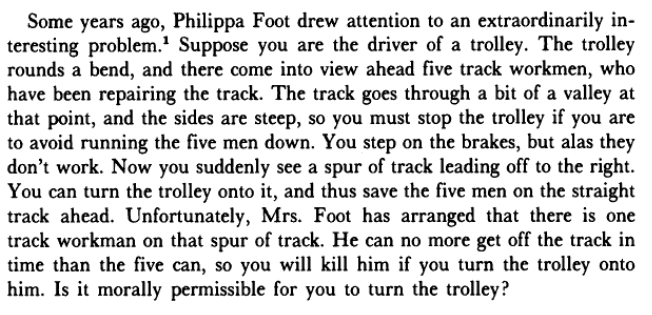 Some years ago, Philippa Foot drew attention to an extraordinarily in-
teresting problem.¹ Suppose you are the driver of a trolley. The trolley
rounds a bend, and there come into view ahead five track workmen, who
have been repairing the track. The track goes through a bit of a valley at
that point, and the sides are steep, so you must stop the trolley if you are
to avoid running the five men down. You step on the brakes, but alas they
don't work. Now you suddenly see a spur of track leading off to the right.
You can turn the trolley onto it, and thus save the five men on the straight
track ahead. Unfortunately, Mrs. Foot has arranged that there is one
track workman on that spur of track. He can no more get off the track in
time than the five can, so you will kill him if you turn the trolley onto
him. Is it morally permissible for you to turn the trolley?